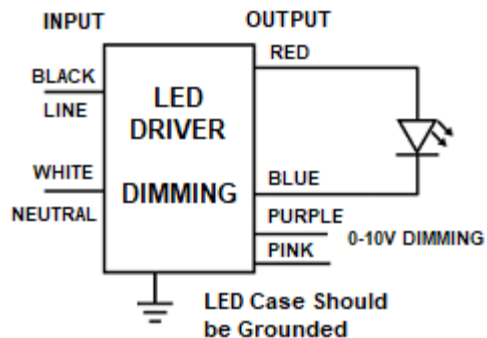 INPUT
OUTPUT
RED
BLACK
LINE
LED
DRIVER
DIMMING
WHITE
NEUTRAL
BLUE
PURPLE
PINK
0-10V DIMMING
LED Case Should
be Grounded